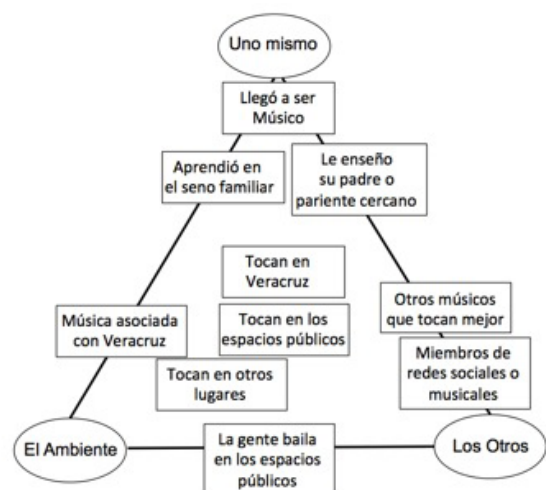 Uno mismo
Llegó a ser
Músico
Aprendió en
el seno familiar
Le enseño
su padre o
pariente cercano
Tocan en
Veracruz
Música asociada
con Veracruz
Tocan en los
espacios públicos
Otros músicos
que tocan mejor
Tocan en otros
lugares
Miembros de
redes sociales o
musicales
El Ambiente
La gente baila
en los espacios
públicos
Los Otros